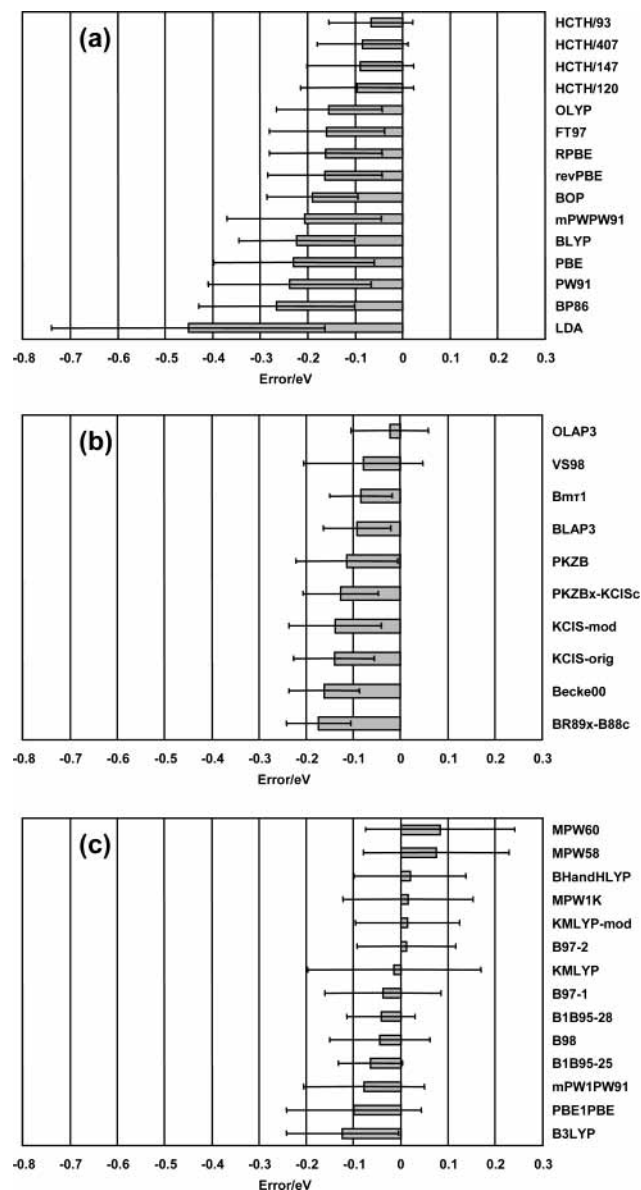 (a)
HCTH/93
HCTH/407
HCTH/147
HCTH/120
OLYP
FT97
RPBE
revPBE
BOP
mPWPW91
BLYP
PBE
PW91
BP86
LDA
-0.8 -0.7 -0.6 -0.5 -0.4 -0.3 -0.2 -0.1 0 0.1 0.2 0.3
Error/eV
(b)
OLAP3
VS98
Bmτ1
BLAP3
PKZB
PKZBx-KCISc
KCIS-mod
KCIS-orig
Becke00
BR89x-B88c
-0.8 -0.7 -0.6 -0.5 -0.4 -0.3 -0.2 -0.1 0 0.1 0.2 0.3
Error/eV
(c)
MPW60
MPW58
BHandHLYP
MPW1K
KMLYP-mod
B97-2
KMLYP
B97-1
B1B95-28
B98
B1B95-25
mPW1PW91
PBE1PBE
B3LYP
-0.8 -0.7 -0.6 -0.5 -0.4 -0.3 -0.2 -0.1 0 0.1 0.2 0.3
Error/eV